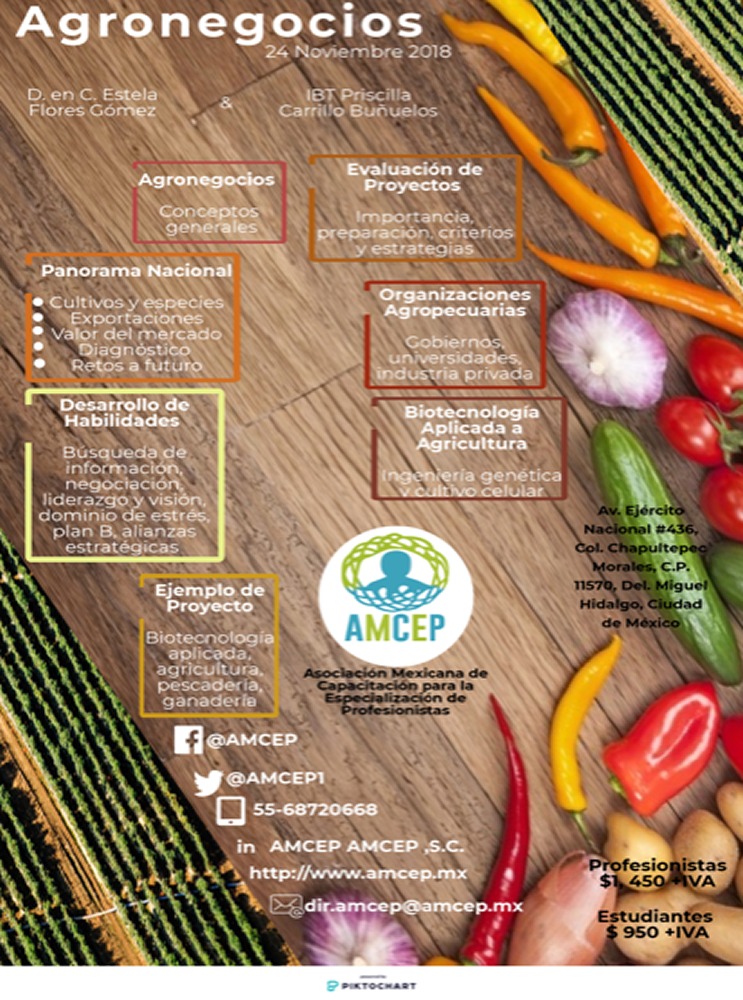 Agronegocios
24 Noviembre 2018
D. en C. Estela
Flores Gómez
&
IBT Priscilla
Carrillo Buñuelos
Agronegocios
Conceptos
generales
Evaluación de
Proyectos
Importancia,
preparación, criterios
y estrategias
Panorama Nacional
Cultivos y especies
Exportaciones
Valor del mercado
Diagnóstico
Retos a futuro
Organizaciones
Agropecuarias
Gobiernos,
universidades,
industria privada
Desarrollo de
Habilidades
Búsqueda de
información,
negociación,
liderazgo y visión,
dominio de estrés,
plan B, alianzas
estratégicas
Biotecnología
Aplicada a
Agricultura
Ingeniería genética
y cultivo celular
Av. Ejército
Nacional #436,
Col. Chapultepec
Morales, C.P.
11570, Del. Miguel
Hidalgo, Ciudad
de México
Ejemplo de
Proyecto
Biotecnología
aplicada,
agricultura,
pescadería,
ganadería
AMCEP
Asociación Mexicana de
Capacitación para la
Especialización de
Profesionistas
@AMCEP
@AMCEP1
55-68720668
in AMCEP AMCEP ,S.C.
http://www.amcep.mx
dir.amcep@amcep.mx
Profesionistas
$1, 450 +IVA
Estudiantes
$ 950 +IVA
powered by
PIKTOCHART